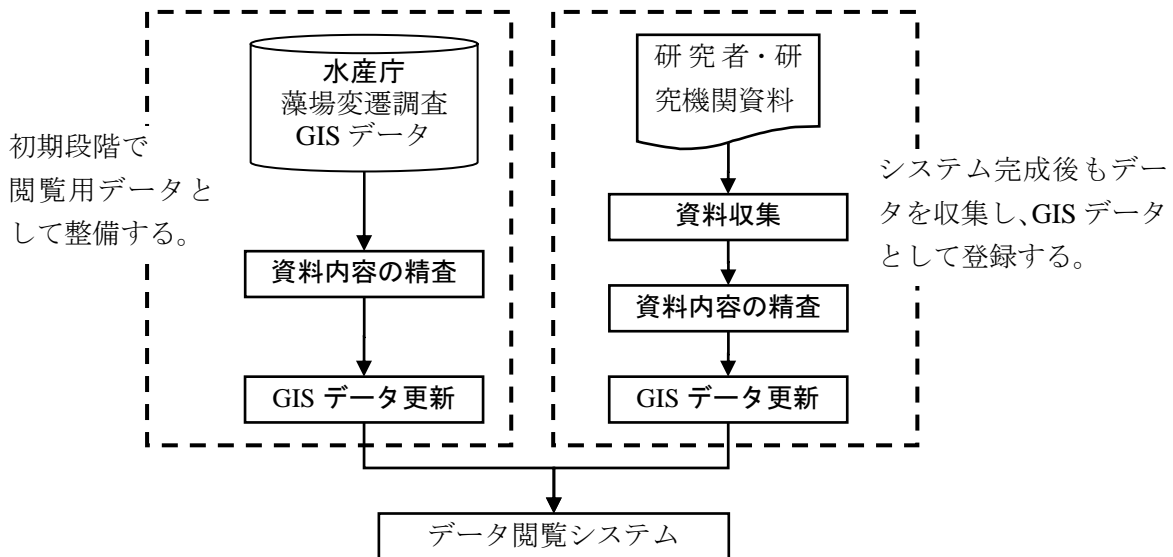 水産庁
藻場変遷調査
GIS データ
初期段階で
閲覧用データと
して整備する。
資料内容の精査
GIS データ更新
研究者・研
究機関資料
資料収集
資料内容の精査
GIS データ更新
システム完成後もデー
タを収集し、GIS データ
として登録する。
データ閲覧システム